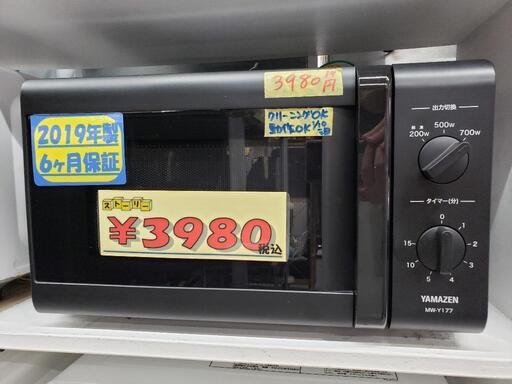 3980円
2019年製
6ヶ月保証
クリーニングOK
動作OK
ストーリー
¥3980
税込
出力切換
500w
解凍
200w
700w
タイマー(分)
0
15
1
2
10
3
5
4
YAMAZEN
MW-Y177